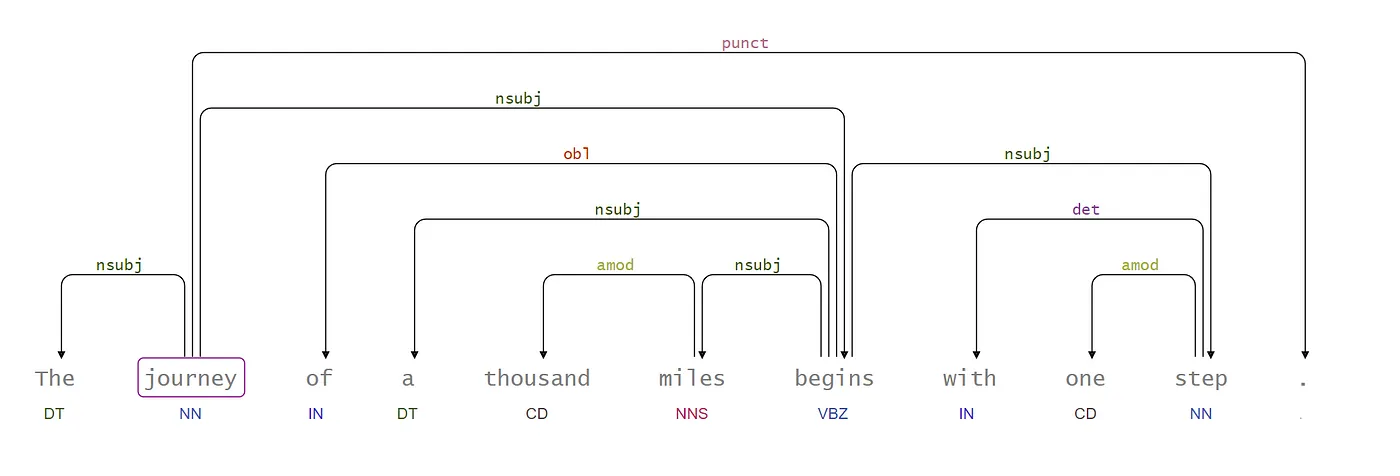 punct
nsubj
obl nsubj
nsubj det
nsubj amod nsubj amod
The journey of a thousand miles begins with one step .
DT NN IN DT CD NNS VBZ IN CD NN .